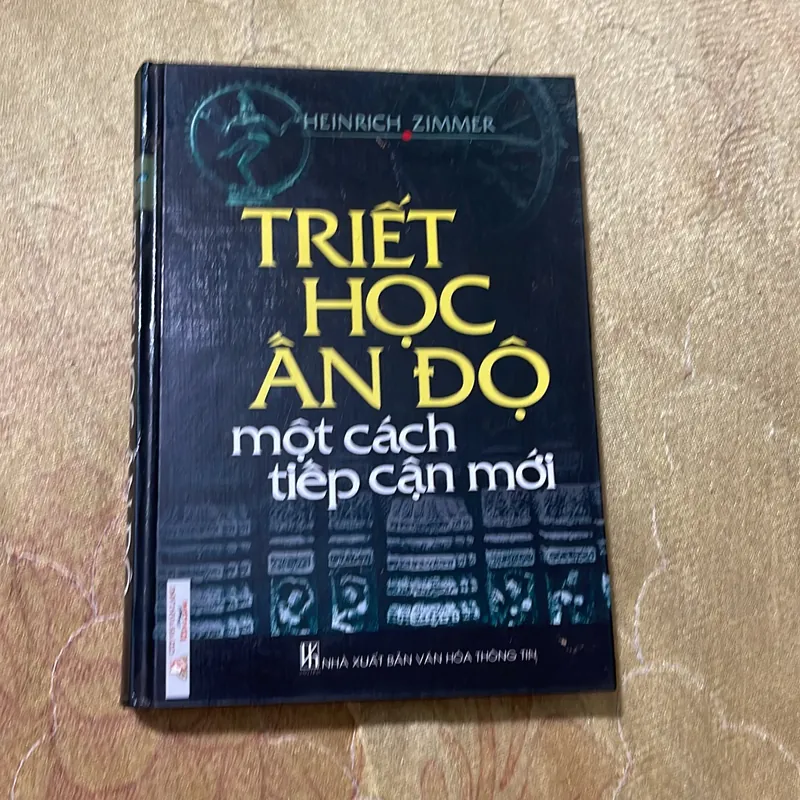 HEINRICH ZIMMER
TRIẾT
HỌC
ẤN ĐỘ
một cách
tiếp cận mới
NHÀ XUẤT BẢN VĂN HÓA THÔNG TIN